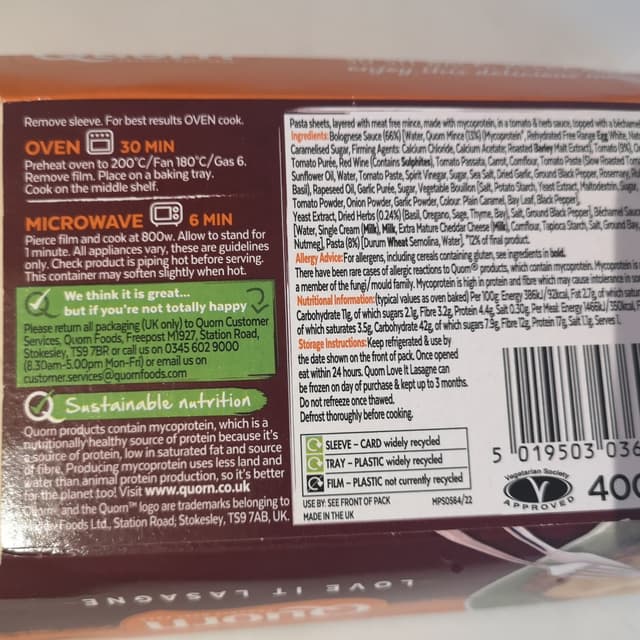 Remove sleeve. For best results OVEN cook.
OVEN 30 MIN
Preheat oven to 200°C/Fan 180°C/Gas 6.
Remove film. Place on a baking tray.
Cook on the middle shelf.
MICROWAVE 6 MIN
Pierce film and cook at 800w. Allow to stand for
1 minute. All appliances vary, these are guidelines
only. Check product is piping hot before serving.
This container may soften slightly when hot.
We think it is great...
but if you're not totally happy
Please return all packaging (UK only) to Quorn Customer
Services, Quorn Foods, Freepost M1927, Station Road,
Stokesley, TS9 7BR or call us on 0345 602 9000
(8.30am-5.00pm Mon-Fri) or email us on
customer.services@quornfoods.com
Sustainable nutrition
Quorn products contain mycoprotein, which is a
nutritionally healthy source of protein because it's
a source of protein, low in saturated fat and source
of fibre. Producing mycoprotein uses less land and
water than animal protein production, so it's better
for the planet too! Visit www.quorn.co.uk
and the Quorn™ logo are trademarks belonging to
Foods Ltd., Station Road, Stokesley, TS9 7AB, UK.
Pasta sheets, layered with meat free mince, made with mycoprotein, in a tomato & herb sauce, topped with a béchamel
Ingredients: Bolognese Sauce (66%) [Water, Quorn Mince (13%) (Mycoprotein^, Rehydrated Free Range Egg White,
Caramelised Sugar, Firming Agents: Calcium Chloride, Calcium Acetate; Roasted Barley Malt Extract), Tomato (9%),
Tomato Purée, Red Wine (Contains Sulphites), Tomato Passata, Carrot, Cornflour, Tomato Paste (Slow Roasted
Sunflower Oil, Water, Tomato Paste, Spirit Vinegar, Sugar, Sea Salt, Dried Garlic, Ground Black Pepper, Rosemary,
Basil), Rapeseed Oil, Garlic Purée, Sugar, Vegetable Bouillon (Salt, Potato Starch, Yeast Extract, Maltodextrin, Sugar,
Tomato Powder, Onion Powder, Garlic Powder, Colour: Plain Caramel, Bay Leaf, Black Pepper),
Yeast Extract, Dried Herbs (0.24%) (Basil, Oregano, Sage, Thyme, Bay), Salt, Ground Black Pepper], Béchamel Sauce
[Water, Single Cream (Milk), Milk, Extra Mature Cheddar Cheese (Milk), Cornflour, Tapioca Starch, Salt, Ground Bay,
Nutmeg], Pasta (8%) (Durum Wheat Semolina, Water). ^12% of final product.
Allergy Advice: For allergens, including cereals containing gluten, see ingredients in bold.
There have been rare cases of allergic reactions to Quorn® products, which contain mycoprotein. Mycoprotein is
a member of the fungi/mould family. Mycoprotein is high in protein and fibre which may cause intolerance in
Nutritional Information: (typical values as oven baked) Per 100g: Energy 386kJ/92kcal, Fat 2.7g, of which
Carbohydrate 11g, of which sugars 2.1g, Fibre 3.2g, Protein 4.4g, Salt 0.30g. Per Meal: Energy 1466kJ/350kcal,
of which saturates 3.5g, Carbohydrate 42g, of which sugars 7.9g, Fibre 12g, Protein 17g, Salt 1.1g. Serves 1.
Storage Instructions: Keep refrigerated & use by
the date shown on the front of pack. Once opened
eat within 24 hours. Quorn Love It Lasagne can
be frozen on day of purchase & kept up to 3 months.
Do not refreeze once thawed.
Defrost thoroughly before cooking.
SLEEVE – CARD widely recycled
TRAY – PLASTIC widely recycled
FILM – PLASTIC not currently recycled
USE BY: SEE FRONT OF PACK
MPS0564/22
MADE IN THE UK
5 019503 036
Vegetarian Society
APPROVED
400
LOVE IT LASAGNE
Quorn